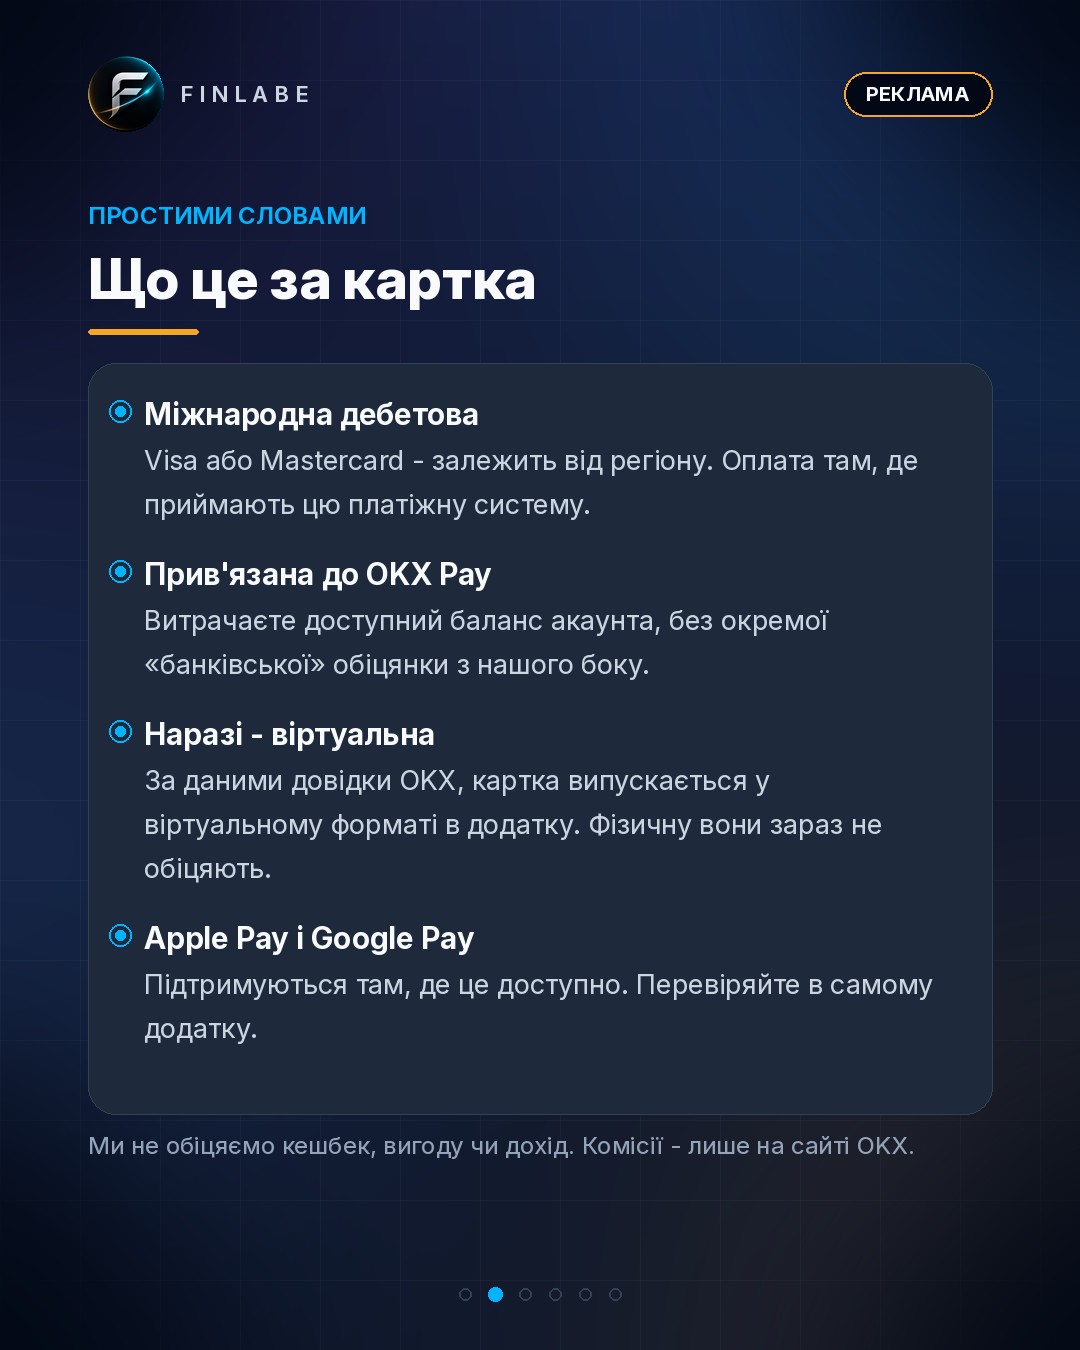 FINLABE
РЕКЛАМА
ПРОСТИМИ СЛОВАМИ
Що це за картка
Міжнародна дебетова
Visa або Mastercard - залежить від регіону. Оплата там, де
приймають цю платіжну систему.
Прив'язана до OKX Pay
Витрачаєте доступний баланс акаунта, без окремої
«банківської» обіцянки з нашого боку.
Наразі - віртуальна
За даними довідки OKX, картка випускається у
віртуальному форматі в додатку. Фізичну вони зараз не
обіцяють.
Apple Pay і Google Pay
Підтримуються там, де це доступно. Перевіряйте в самому
додатку.
Ми не обіцяємо кешбек, вигоду чи дохід. Комісії - лише на сайті OKX.